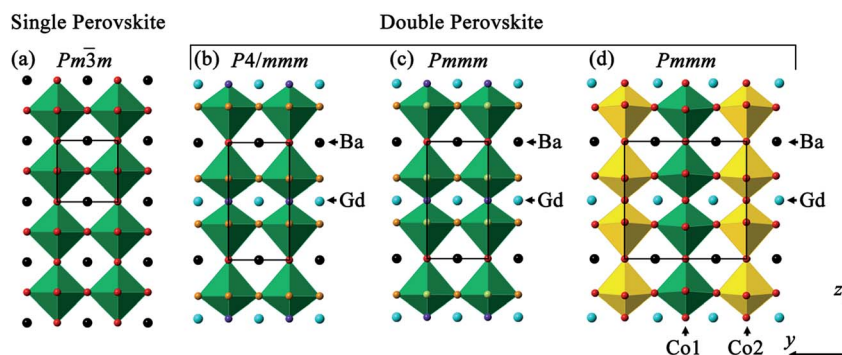 Single Perovskite
Double Perovskite
(a) Pm3̅m
(b) P4/mmm
(c) Pmmm
(d) Pmmm
Ba
Ba
Ba
Gd
Gd
Gd
z
Co1
Co2
y